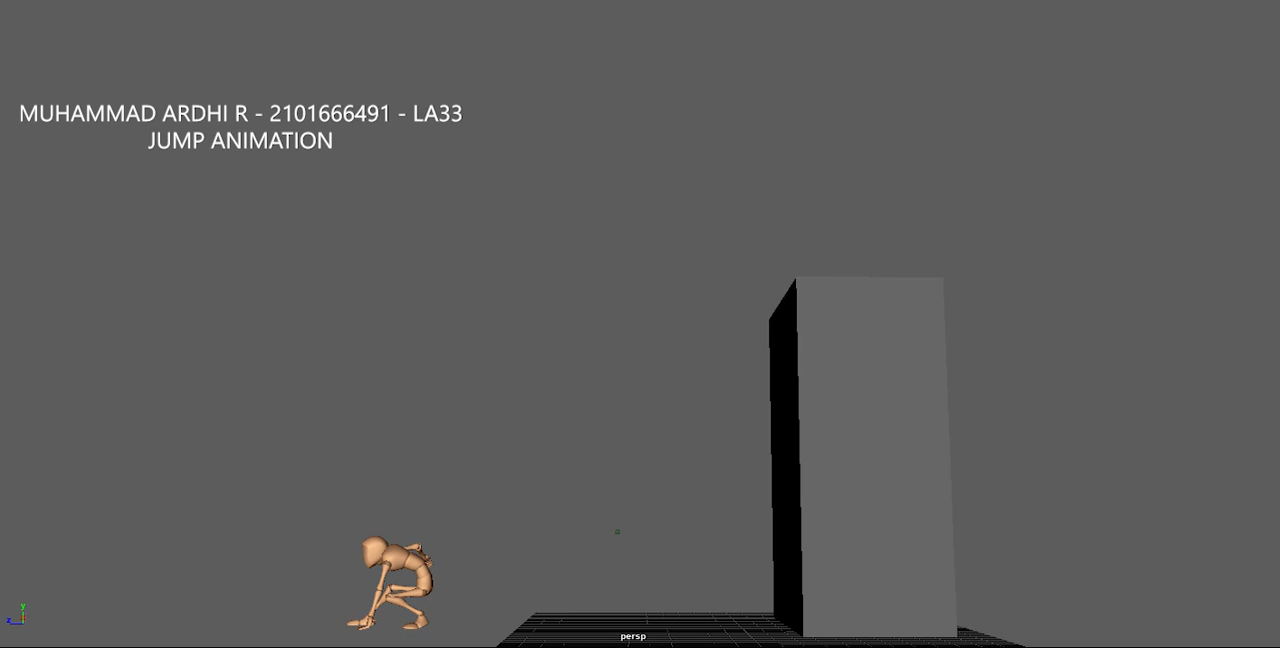 MUHAMMAD ARDHI R - 2101666491 - LA33
JUMP ANIMATION
y
z
persp